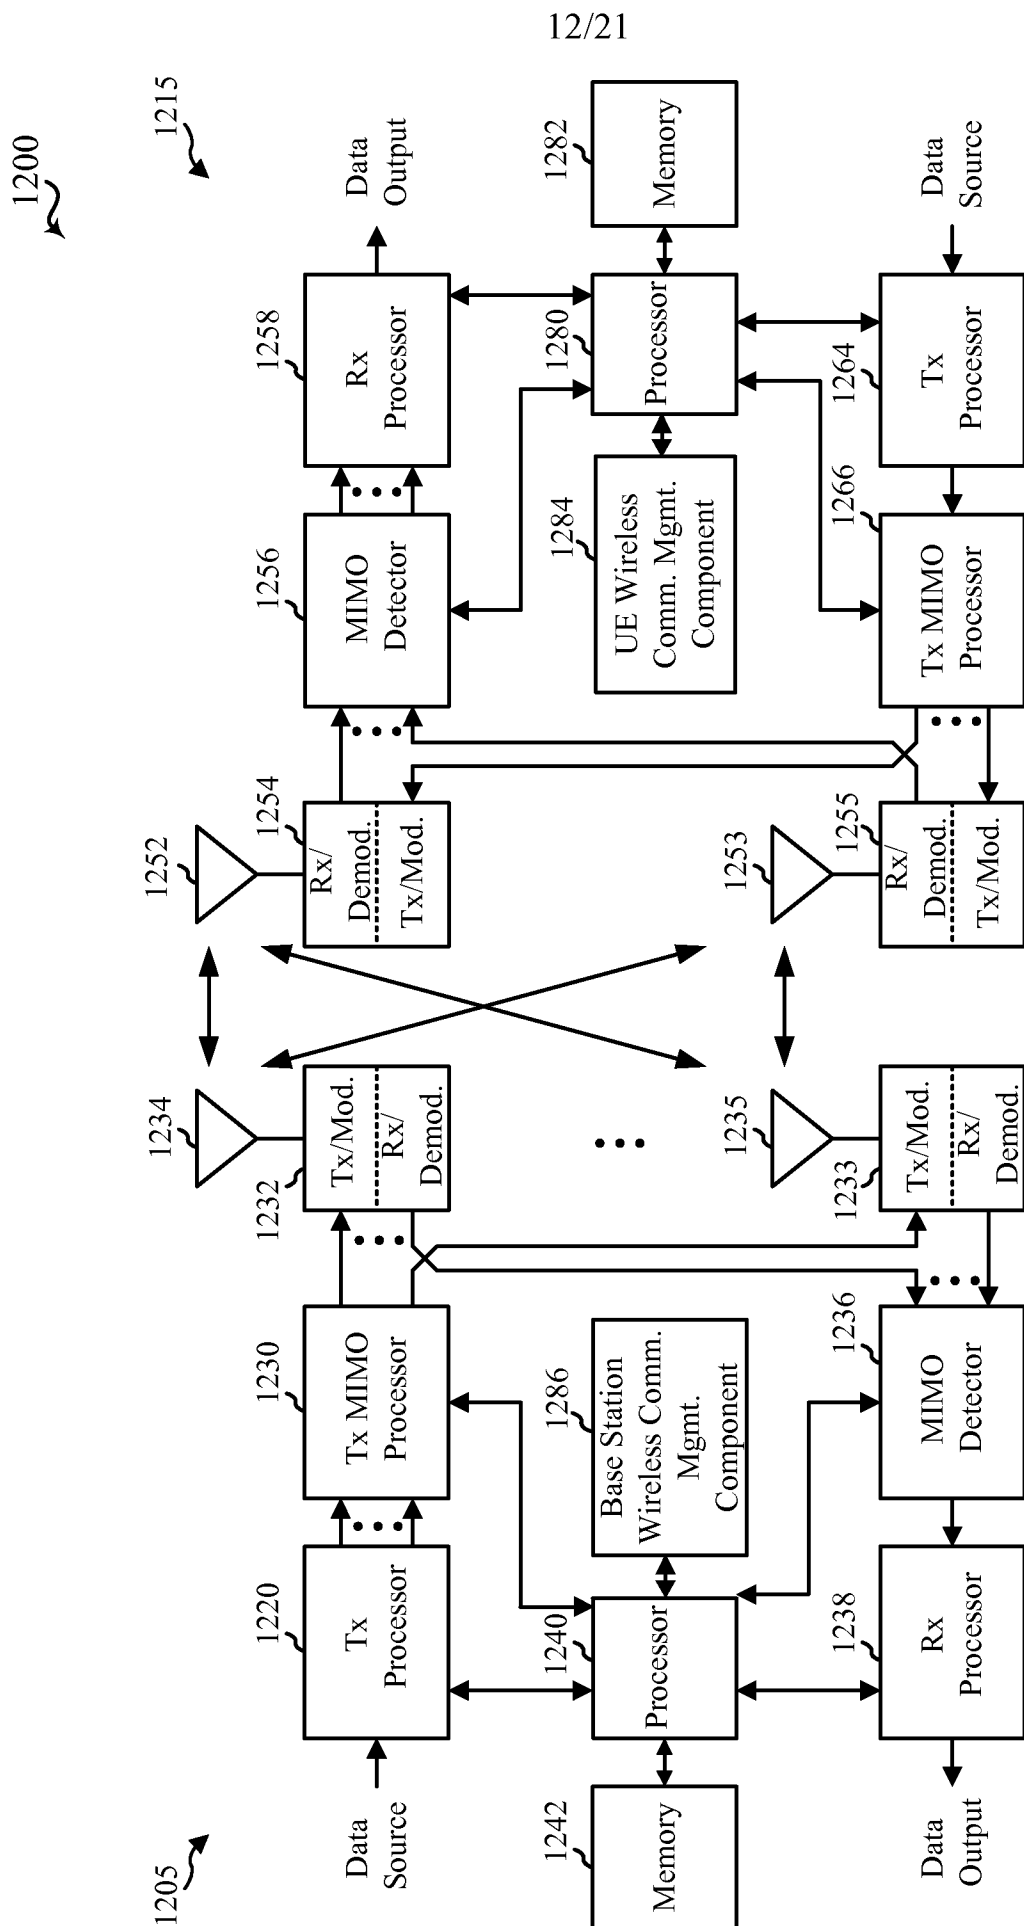 12/21
1200
1205
1215
Data
Source
1220
Tx
Processor
1230
Tx MIMO
Processor
1232
Tx/Mod.
Rx/
Demod.
1234
1252
1254
Rx/
Demod.
Tx/Mod.
1256
MIMO
Detector
1258
Rx
Processor
Data
Output
1242
Memory
1240
Processor
1286
Base Station
Wireless Comm.
Mgmt.
Component
1284
UE Wireless
Comm. Mgmt.
Component
1280
Processor
1282
Memory
Data
Output
1238
Rx
Processor
1236
MIMO
Detector
1233
Tx/Mod.
Rx/
Demod.
1235
1253
1255
Rx/
Demod.
Tx/Mod.
1266
Tx MIMO
Processor
1264
Tx
Processor
Data
Source